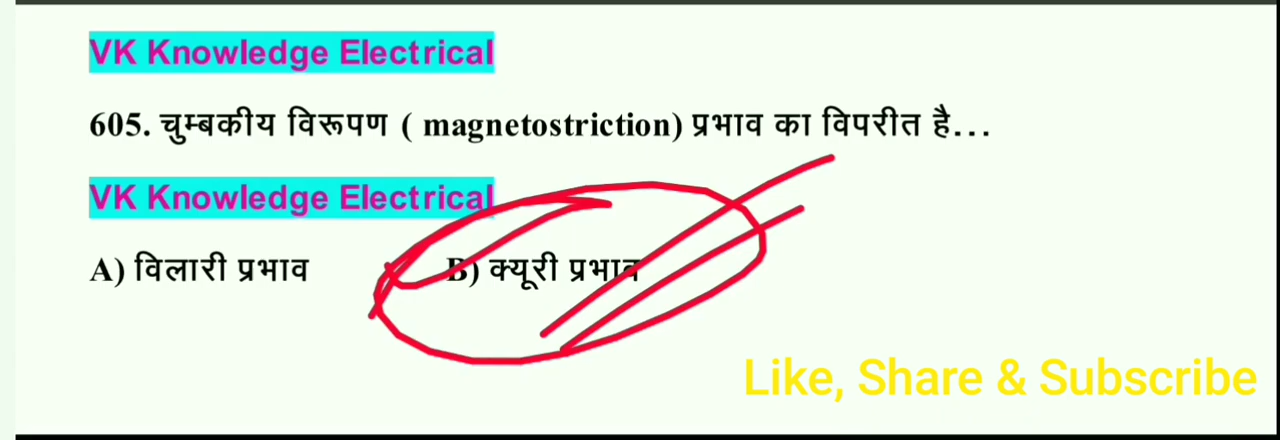 VK Knowledge Electrical
605. चुम्बकीय विरूपण ( magnetostriction) प्रभाव का विपरीत है...
VK Knowledge Electrical
A) विलारी प्रभाव B) क्यूरी प्रभाव
Like, Share & Subscribe